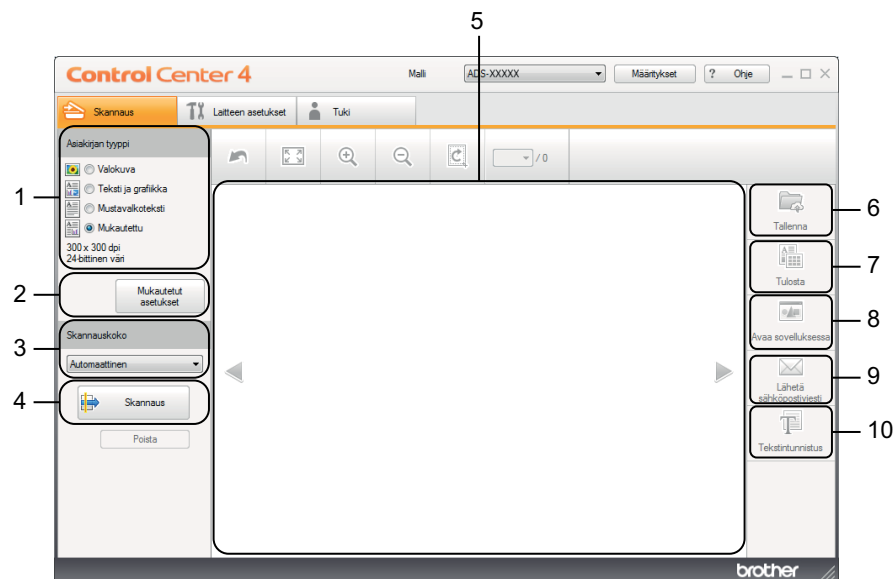 5
Control Center 4
Malli
ADS-XXXXX
Määritykset
? Ohje
Skannaus
Laitteen asetukset
Tuki
Asiakirjan tyyppi
Valokuva
Teksti ja grafiikka
Mustavalkoteksti
Mukautettu
300 x 300 dpi
24-bittinen väri
1
/ 0
Mukautetut
asetukset
2
Skannauskoko
Automaattinen
3
Skannaus
4
Poista
Tallenna
6
Tulosta
7
Avaa sovelluksessa
8
Lähetä
sähköpostiviesti
9
Tekstintunnistus
10
brother